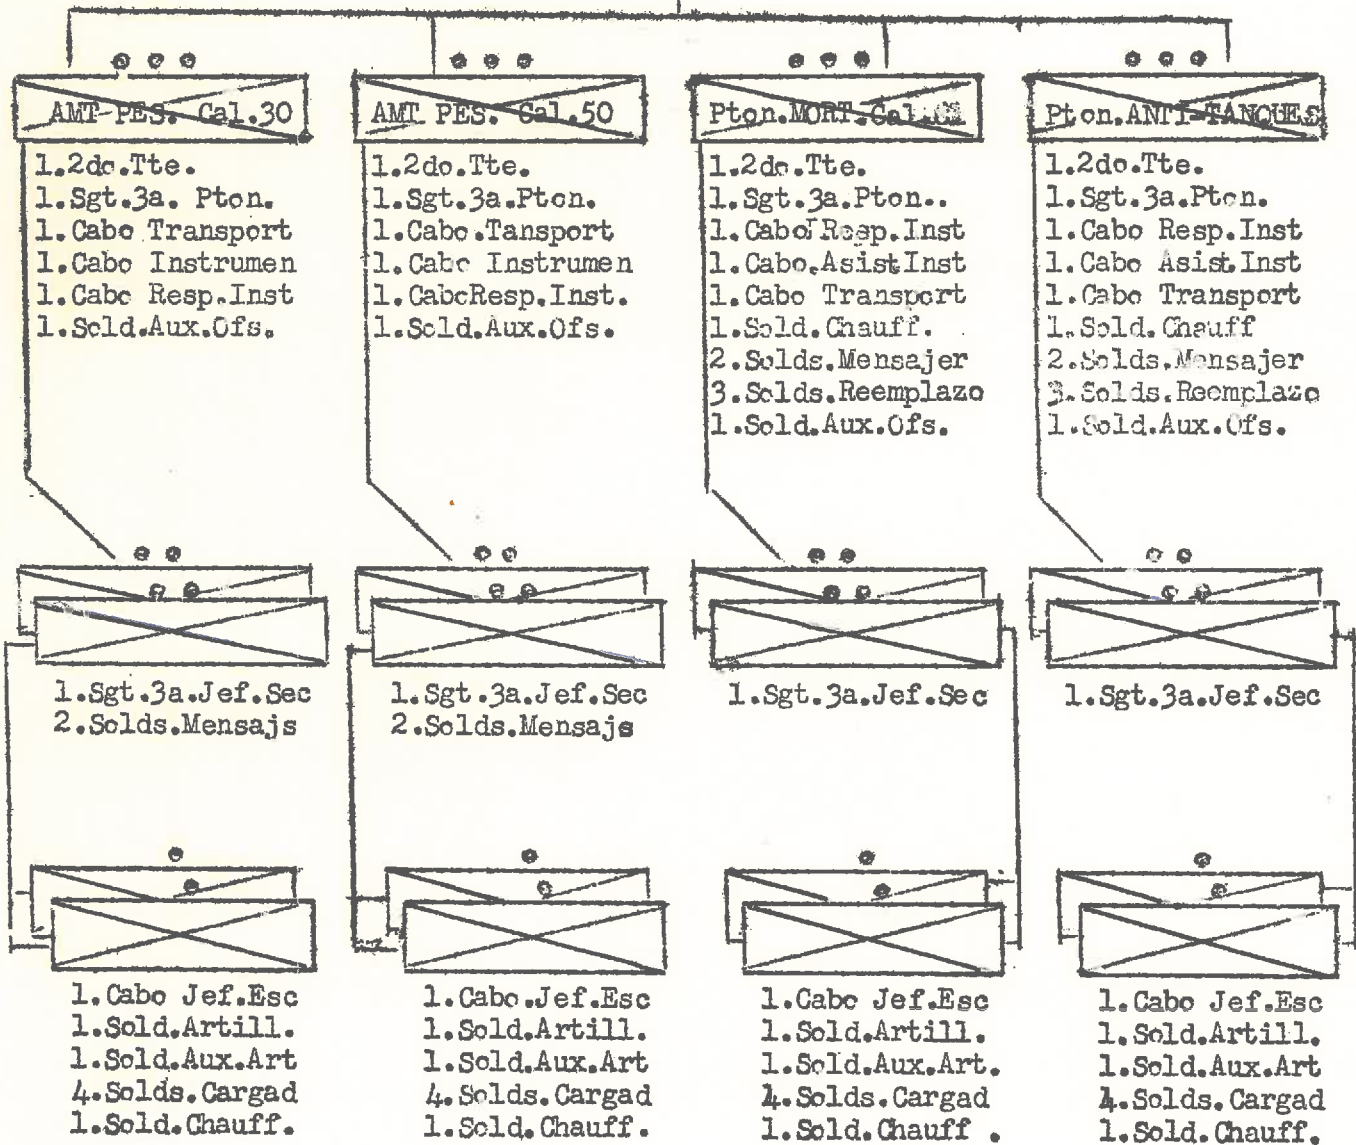 AMT-PES. Cal.30
1.2do.Tte.
1.Sgt.3a. Pton.
1.Cabo Transport
1.Cabo Instrumen
1.Cabo Resp.Inst
1.Sold.Aux.Ofs.
1.Sgt.3a.Jef.Sec
2.Solds.Mensajs
1.Cabo Jef.Esc
1.Sold.Artill.
1.Sold.Aux.Art
4.Solds.Cargad
1.Sold.Chauff.
AMT PES. Cal.50
1.2do.Tte.
1.Sgt.3a.Pton.
1.Cabo.Tansport
1.Cabo Instrumen
1.CaboResp.Inst.
1.Sold.Aux.Ofs.
1.Sgt.3a.Jef.Sec
2.Solds.Mensajs
1.Cabo.Jef.Esc
1.Sold.Artill.
1.Sold.Aux.Art
4.Solds.Cargad
1.Sold.Chauff.
Pton.MORT.Cal.
1.2do.Tte.
1.Sgt.3a.Pton..
1.Cabo Resp.Inst
1.Cabo.AsistInst
1.Cabo Transport
1.Sold.Chauff.
2.Solds.Mensajer
3.Solds.Reemplazo
1.Sold.Aux.Ofs.
1.Sgt.3a.Jef.Sec
1.Cabo Jef.Esc
1.Sold.Artill.
1.Sold.Aux.Art.
4.Solds.Cargad
1.Sold.Chauff .
Pton.ANTI-TANQUES
1.2do.Tte.
1.Sgt.3a.Pton.
1.Cabo Resp.Inst
1.Cabo Asist.Inst
1.Cabo Transport
1.Sold.Chauff
2.Solds.Mensajer
3.Solds.Reemplazo
1.Sold.Aux.Ofs.
1.Sgt.3a.Jef.Sec
1.Cabo Jef.Esc
1.Sold.Artill.
1.Sold.Aux.Art
4.Solds.Cargad
1.Sold.Chauff.